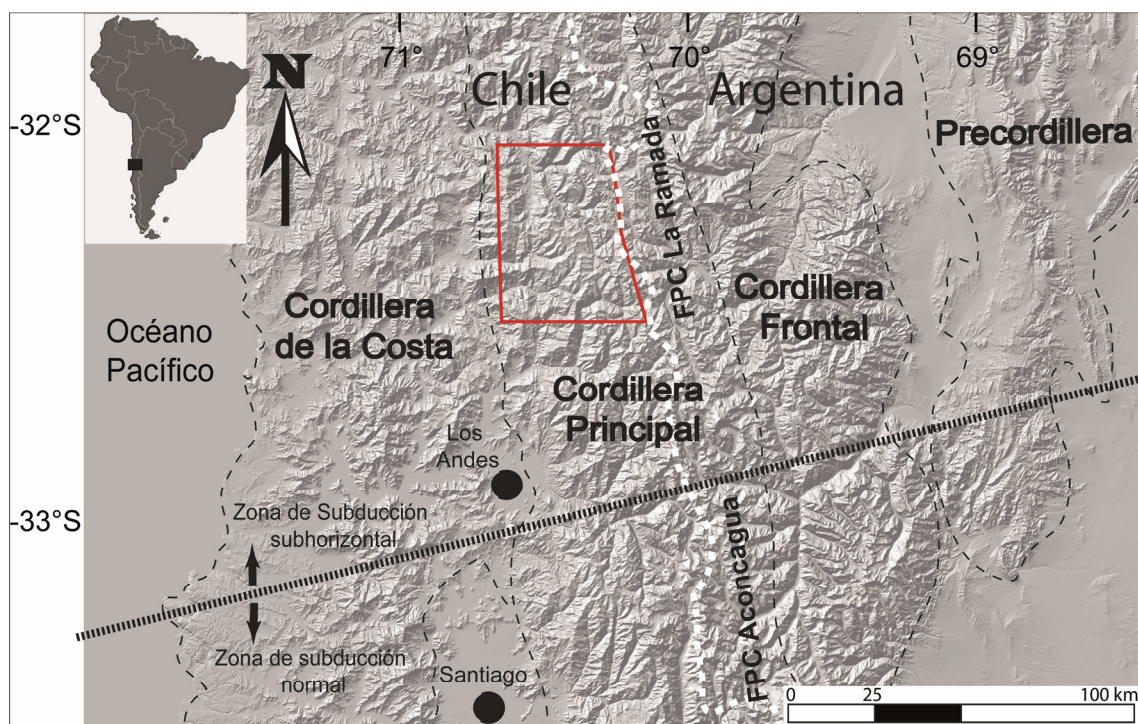 71°
70°
69°
N
Chile
Argentina
-32°S
Precordillera
FPC La Ramada
Cordillera
de la Costa
Cordillera
Frontal
Océano
Pacífico
Cordillera
Principal
Los
Andes
Zona de Subducción
subhorizontal
-33°S
FPC Aconcagua
Zona de subducción
normal
Santiago
0 25 100 km